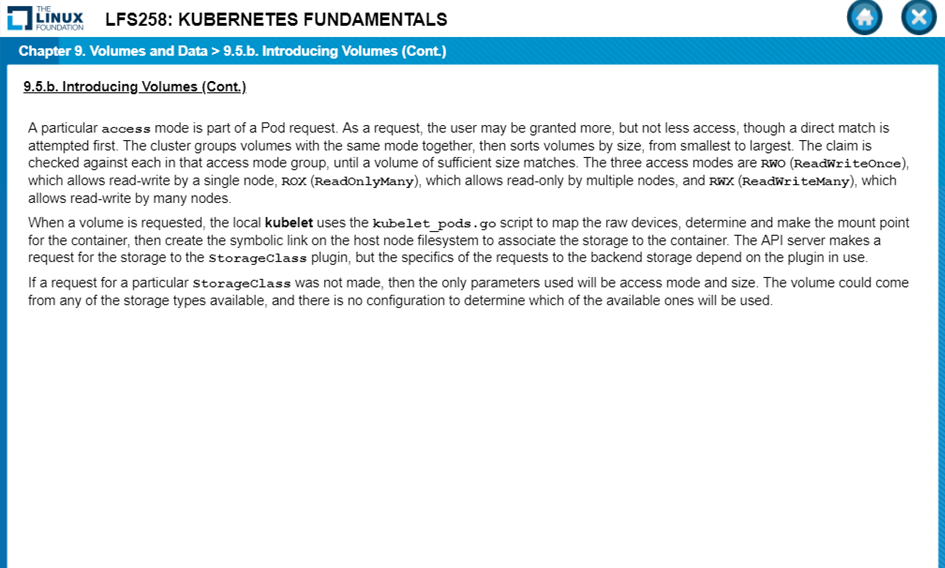 THE
LINUX
FOUNDATION
LFS258: KUBERNETES FUNDAMENTALS
Chapter 9. Volumes and Data > 9.5.b. Introducing Volumes (Cont.)
9.5.b. Introducing Volumes (Cont.)
A particular access mode is part of a Pod request. As a request, the user may be granted more, but not less access, though a direct match is
attempted first. The cluster groups volumes with the same mode together, then sorts volumes by size, from smallest to largest. The claim is
checked against each in that access mode group, until a volume of sufficient size matches. The three access modes are RWO (ReadWriteOnce),
which allows read-write by a single node, ROX (ReadOnlyMany), which allows read-only by multiple nodes, and RWX (ReadWriteMany), which
allows read-write by many nodes.
When a volume is requested, the local kubelet uses the kubelet_pods.go script to map the raw devices, determine and make the mount point
for the container, then create the symbolic link on the host node filesystem to associate the storage to the container. The API server makes a
request for the storage to the StorageClass plugin, but the specifics of the requests to the backend storage depend on the plugin in use.
If a request for a particular StorageClass was not made, then the only parameters used will be access mode and size. The volume could come
from any of the storage types available, and there is no configuration to determine which of the available ones will be used.